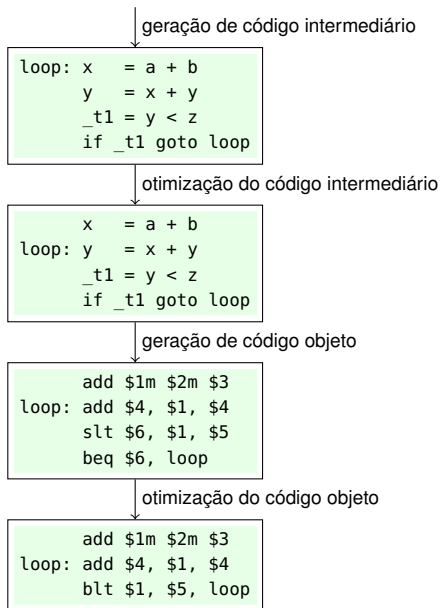 geração de código intermediário
loop: x = a + b
y = x + y
_t1 = y < z
if _t1 goto loop
otimização do código intermediário
x = a + b
loop: y = x + y
_t1 = y < z
if _t1 goto loop
geração de código objeto
add $1m $2m $3
loop: add $4, $1, $4
slt $6, $1, $5
beq $6, loop
otimização do código objeto
add $1m $2m $3
loop: add $4, $1, $4
blt $1, $5, loop